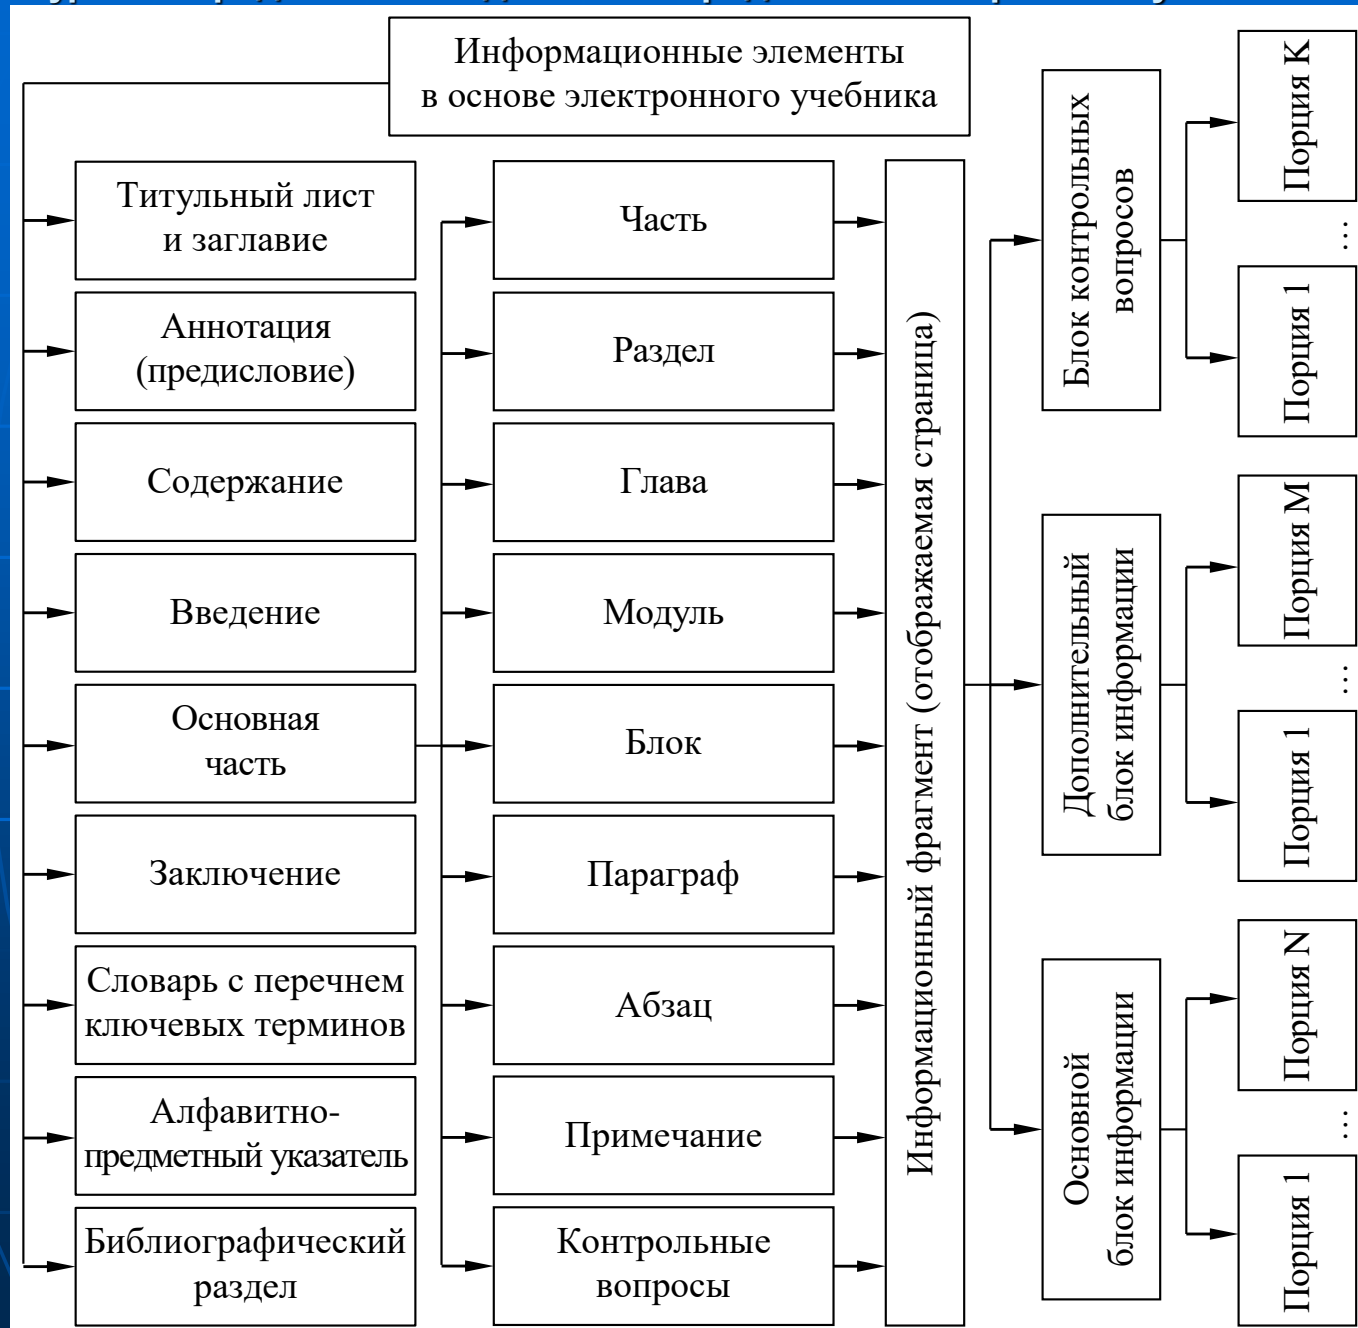 Информационные элементы
в основе электронного учебника
Титульный лист
и заглавие
Аннотация
(предисловие)
Содержание
Введение
Основная
часть
Заключение
Словарь с перечнем
ключевых терминов
Алфавитно-
предметный указатель
Библиографический
раздел
Часть
Раздел
Глава
Модуль
Блок
Параграф
Абзац
Примечание
Контрольные
вопросы
Информационный фрагмент (отображаемая страница)
Блок контрольных
вопросов
Порция K
...
Порция 1
Дополнительный
блок информации
Порция M
...
Порция 1
Основной
блок информации
Порция N
...
Порция 1